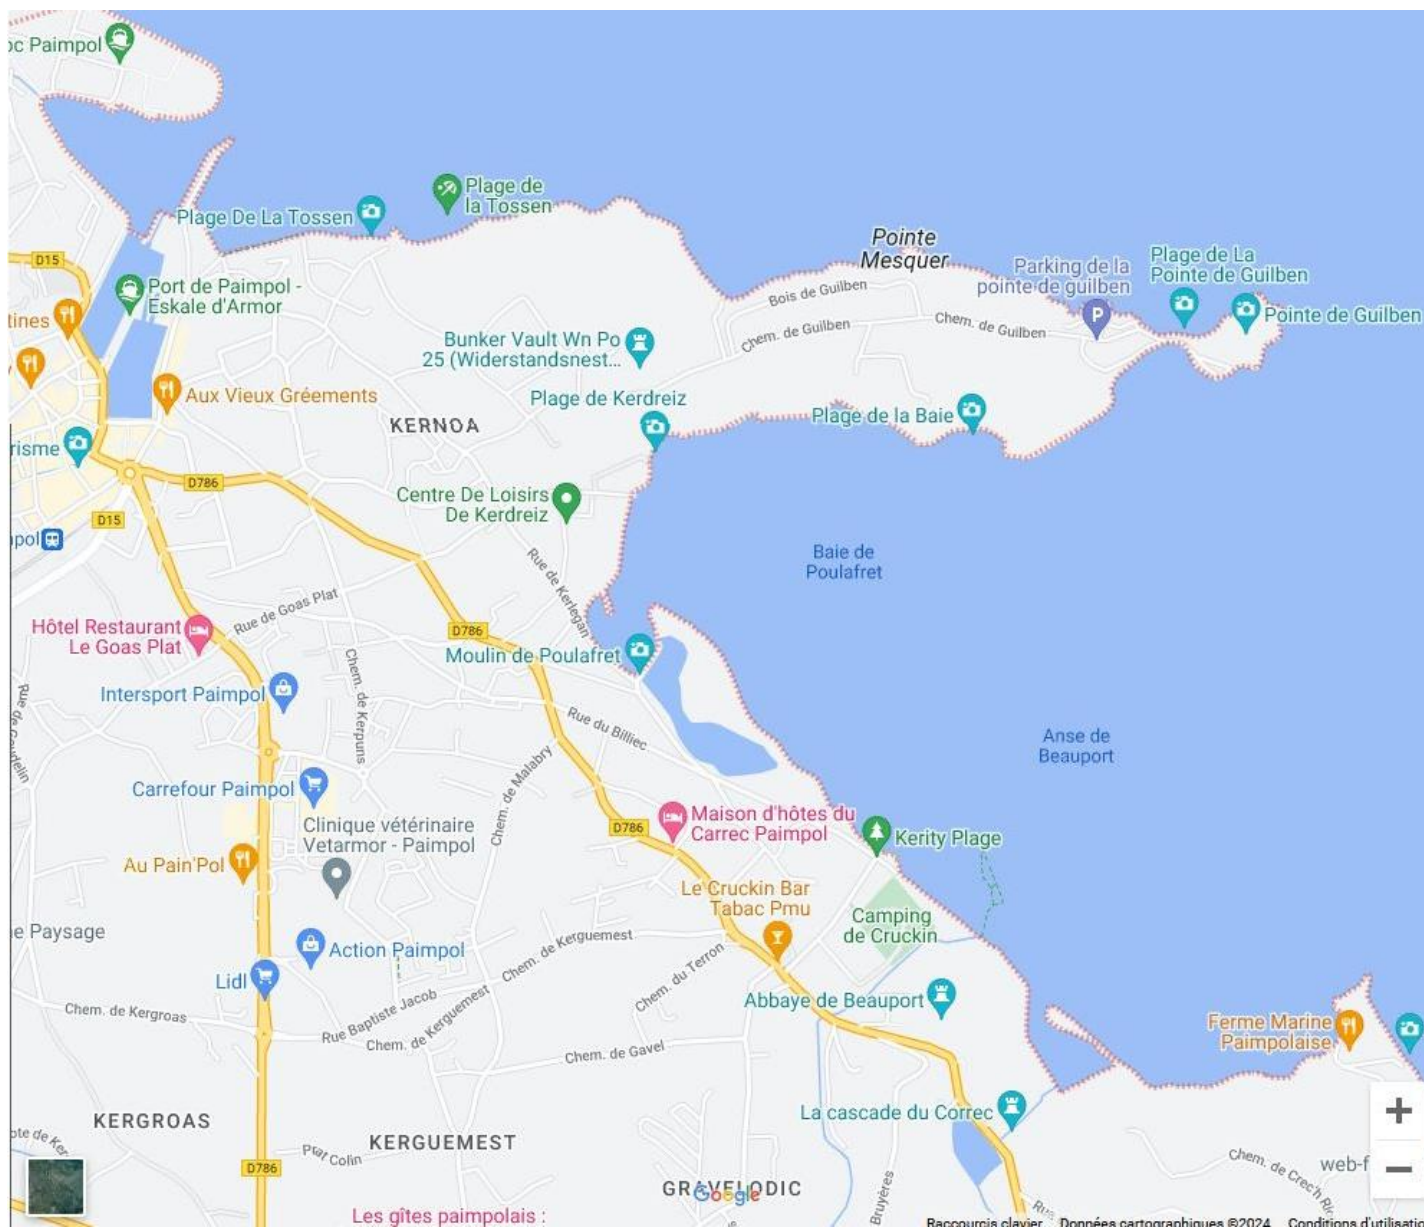 oc Paimpol
Plage de
la Tossen
Plage De La Tossen
Pointe
Mesquer
Plage de La
Pointe de Guilben
D15
Parking de la
pointe de guilben
P
Port de Paimpol -
Eskale d'Armor
Bois de Guilben
tines
Chem. de Guilben
Chem. de Guilben
Pointe de Guilben
Bunker Vault Wn Po
25 (Widerstandsnest...
Aux Vieux Gréements
Plage de Kerdreiz
KERNOA
Plage de la Baie
risme
D786
Centre De Loisirs
De Kerdreiz
D15
ipol
Baie de
Poulafret
Rue de Kerlegan
Rue de Goas Plat
Hôtel Restaurant
Le Goas Plat
D786
Moulin de Poulafret
Chem. de Kerpuns
Intersport Paimpol
Rue du Billiec
Anse de
Beauport
Chem. de Malabry
Carrefour Paimpol
Maison d'hôtes du
Carrec Paimpol
Clinique vétérinaire
Vetarmor - Paimpol
D786
Kerity Plage
Au Pain'Pol
Le Cruckin Bar
Tabac Pmu
Camping
de Cruckin
e Paysage
Chem. de Kerguemest
Action Paimpol
Lidl
Chem. du Terron
Abbaye de Beauport
Rue Baptiste Jacob
Chem. de Kerguemest
Chem. de Kergroas
Ferme Marine
Paimpolaise
Chem. de Gavel
La cascade du Correc
+
KERGROAS
KERGUEMEST
Prat Colin
D786
Chem. de Crec'h Ric
web-f
−
Bruyères
GRAVELODIC
Google
Rue
Les gîtes paimpolais :
Raccourcis clavier Données cartographiques ©2024 Conditions d'utilisatio